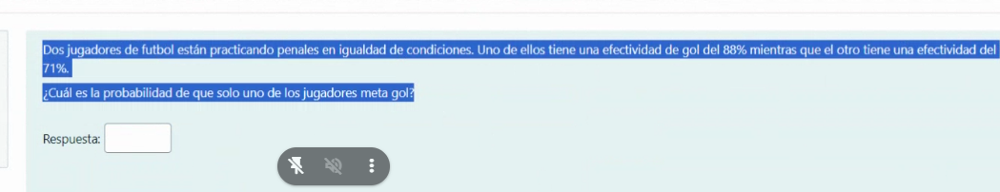 Dos jugadores de futbol están practicando penales en igualdad de condiciones. Uno de ellos tiene una efectividad de gol del 88% mientras que el otro tiene una efectividad del
71%.
¿Cuál es la probabilidad de que solo uno de los jugadores meta gol?
Respuesta: